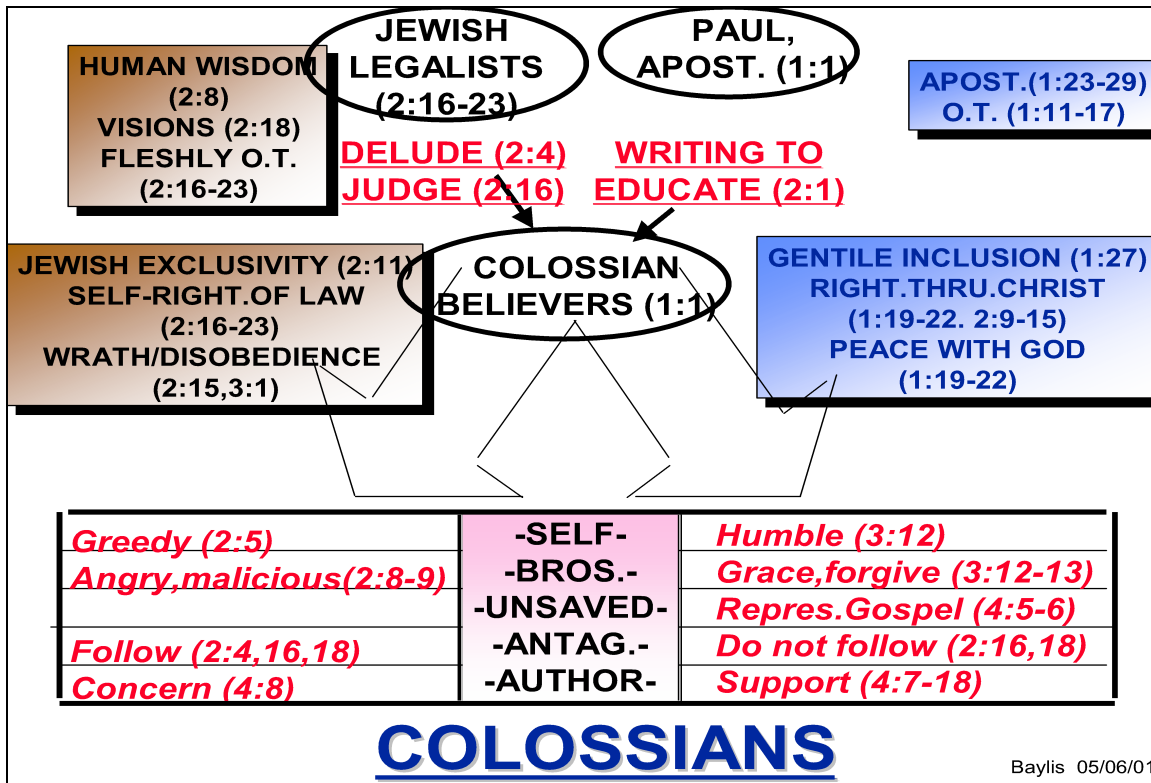 HUMAN WISDOM
(2:8)
VISIONS (2:18)
FLESHLY O.T.
(2:16-23)
JEWISH
LEGALISTS
(2:16-23)
PAUL,
APOST. (1:1)
APOST.(1:23-29)
O.T. (1:11-17)
DELUDE (2:4)
JUDGE (2:16)
WRITING TO
EDUCATE (2:1)
JEWISH EXCLUSIVITY (2:11)
SELF-RIGHT.OF LAW
(2:16-23)
WRATH/DISOBEDIENCE
(2:15,3:1)
COLOSSIAN
BELIEVERS (1:1)
GENTILE INCLUSION (1:27)
RIGHT.THRU.CHRIST
(1:19-22. 2:9-15)
PEACE WITH GOD
(1:19-22)
Greedy (2:5) -SELF- Humble (3:12)
Angry,malicious(2:8-9) -BROS.- Grace,forgive (3:12-13)
-UNSAVED- Repres.Gospel (4:5-6)
Follow (2:4,16,18) -ANTAG.- Do not follow (2:16,18)
Concern (4:8) -AUTHOR- Support (4:7-18)
COLOSSIANS
Baylis 05/06/01